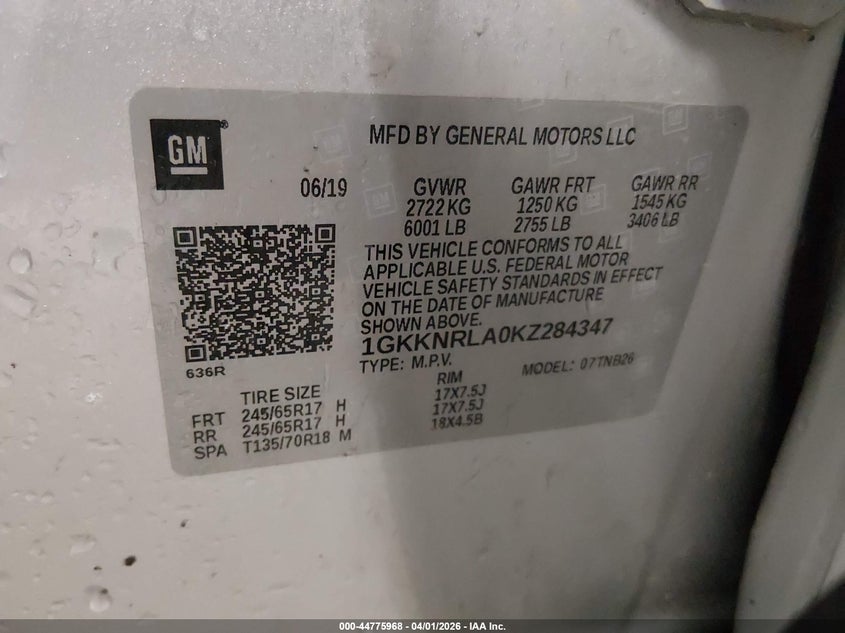 GM
MFD BY GENERAL MOTORS LLC
06/19
GVWR GAWR FRT GAWR RR
2722 KG 1250 KG 1545 KG
6001 LB 2755 LB 3406 LB
THIS VEHICLE CONFORMS TO ALL
APPLICABLE U.S. FEDERAL MOTOR
VEHICLE SAFETY STANDARDS IN EFFECT
ON THE DATE OF MANUFACTURE
SHOWN ABOVE.
1GKKNRLA0KZ284347
TYPE: M.P.V. MODEL: 07TNB26
636R
TIRE SIZE RIM
FRT 245/65R17 H 17X7.5J
RR 245/65R17 H 17X7.5J
SPA T135/70R18 M 18X4.5B
000-44775968 | 04/01/2026 | IAA Inc.